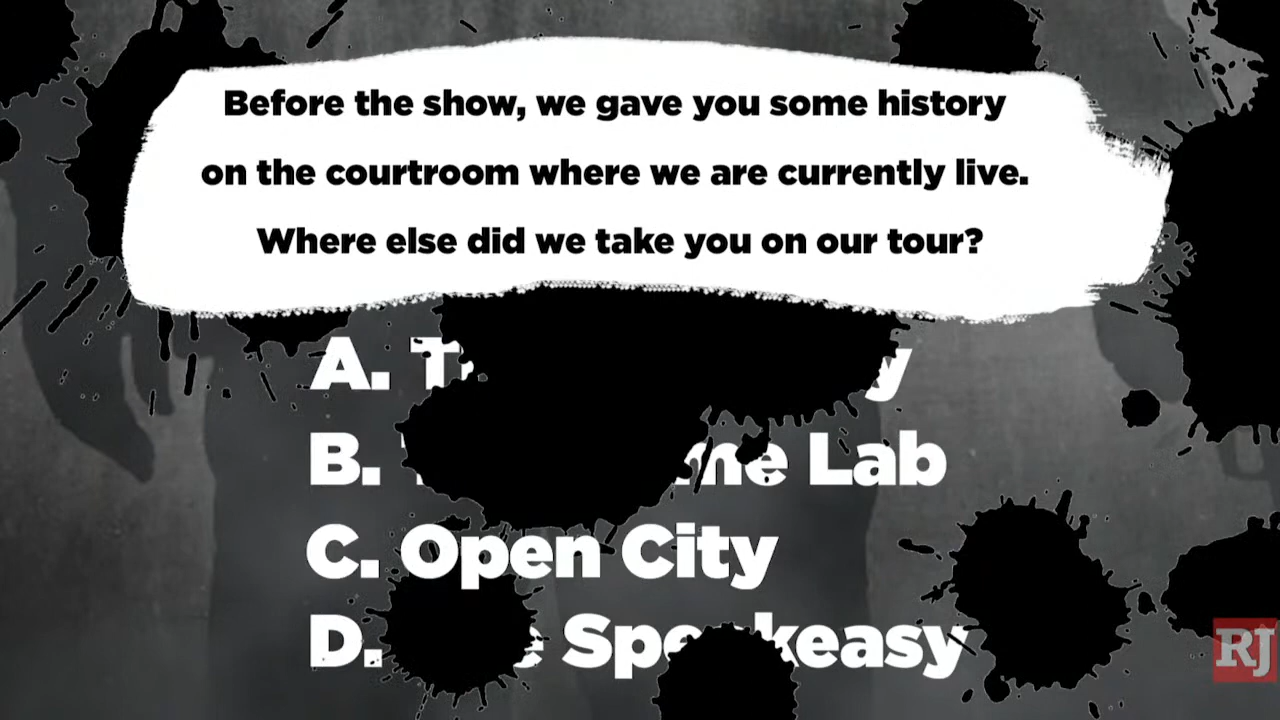 Before the show, we gave you some history
on the courtroom where we are currently live.
Where else did we take you on our tour?
A.
B. Lab
C. Open City
D. Speakeasy
RJ